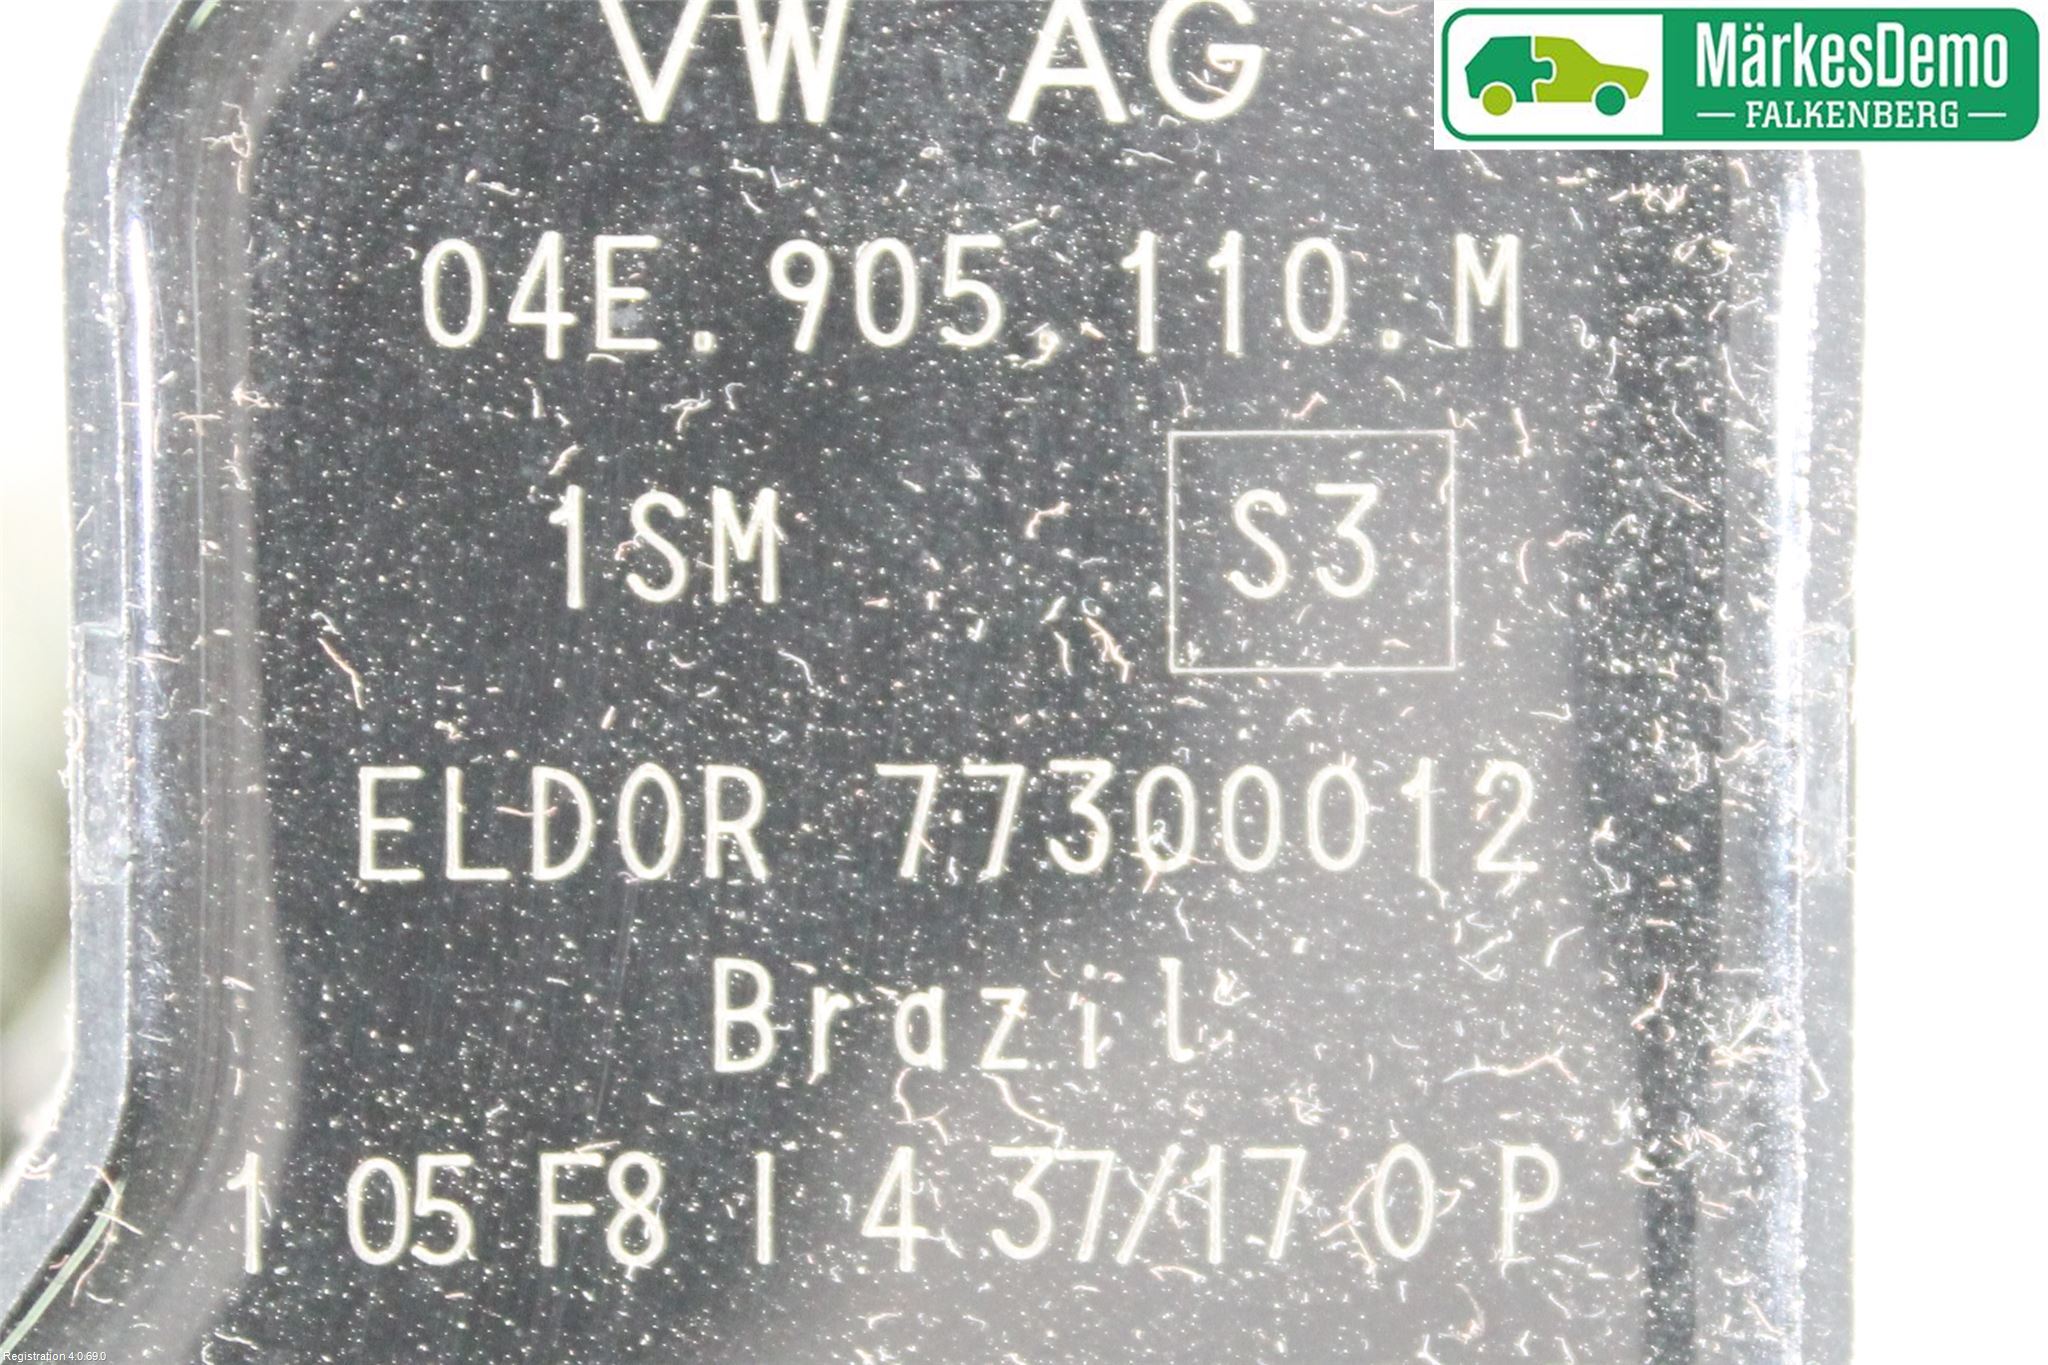 VW AG
MärkesDemo
FALKENBERG
04E.905.110.M
1SM S3
ELDOR 77300012
Brazil
1 05 F8 I 4 37/17 0 P
Registration 4.0.69.0